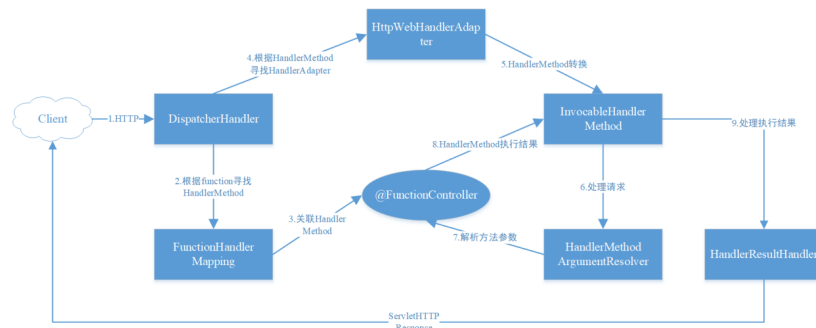 HttpWebHandlerAdap
ter
4.根据HandlerMethod
寻找HandlerAdapter
5.HandlerMethod转换
Client
1.HTTP
DispatcherHandler
InvocableHandler
Method
9.处理执行结果
8.HandlerMethod执行结果
2.根据function寻找
HandlerMethod
@FunctionController
6.处理请求
3.关联Handler
Method
7.解析方法参数
FunctionHandler
Mapping
HandlerMethod
ArgumentResolver
HandlerResultHandler
ServletHTTP
Response